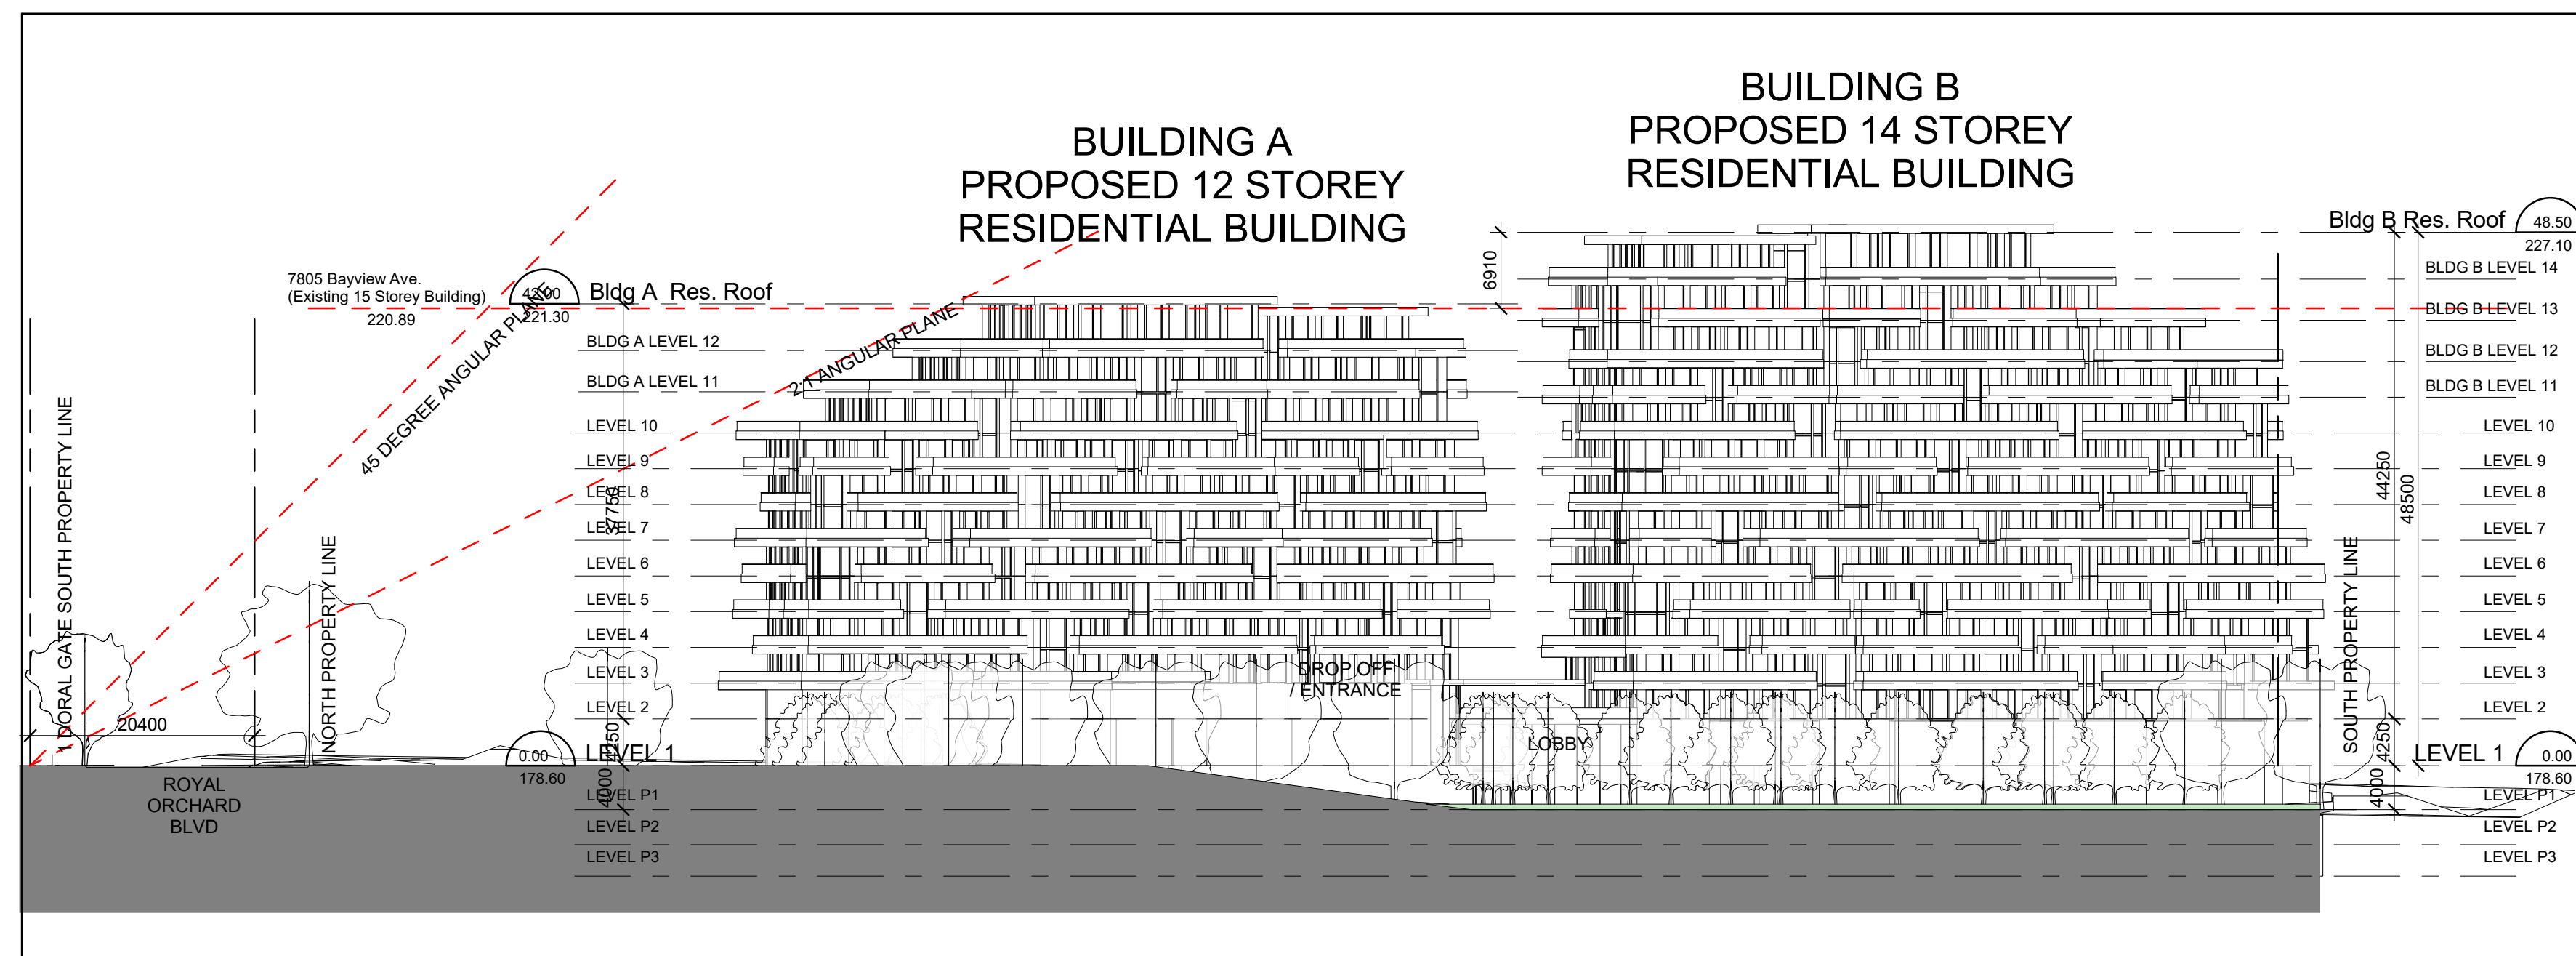 BUILDING A
PROPOSED 12 STOREY
RESIDENTIAL BUILDING
BUILDING B
PROPOSED 14 STOREY
RESIDENTIAL BUILDING
7805 Bayview Ave.
(Existing 15 Storey Building)
220.89
221.30
Bldg A Res. Roof
45 DEGREE ANGULAR PLANE
2:1 ANGULAR PLANE
6910
Bldg B Res. Roof
48.50
227.10
1 DORAL GATE SOUTH PROPERTY LINE
NORTH PROPERTY LINE
20400
ROYAL
ORCHARD
BLVD
BLDG A LEVEL 12
BLDG A LEVEL 11
LEVEL 10
LEVEL 9
LEVEL 8
37750
LEVEL 7
LEVEL 6
LEVEL 5
LEVEL 4
LEVEL 3
LEVEL 2
4250
0.00
178.60
LEVEL 1
4000
LEVEL P1
LEVEL P2
LEVEL P3
DROP OFF
/ ENTRANCE
LOBBY
BLDG B LEVEL 14
BLDG B LEVEL 13
BLDG B LEVEL 12
BLDG B LEVEL 11
LEVEL 10
LEVEL 9
LEVEL 8
LEVEL 7
LEVEL 6
LEVEL 5
LEVEL 4
LEVEL 3
LEVEL 2
44250
48500
SOUTH PROPERTY LINE
4250
4000
LEVEL 1
0.00
178.60
LEVEL P1
LEVEL P2
LEVEL P3